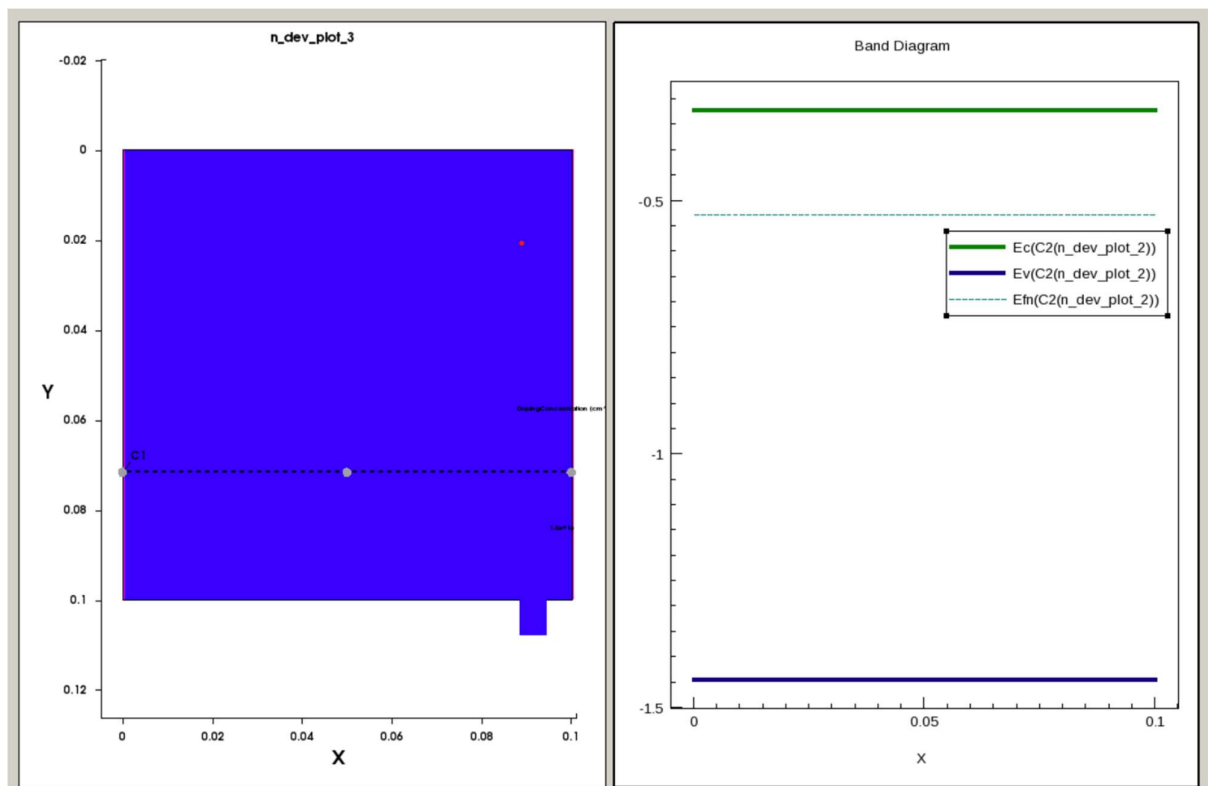 n_dev_plot_3
-0.02
0
0.02
0.04
0.06
0.08
0.1
0.12
Y
C1
DopingConcentration (cm
0
0.02
0.04
0.06
0.08
0.1
X
Band Diagram
-0.5
-1
-1.5
Ec(C2(n_dev_plot_2))
Ev(C2(n_dev_plot_2))
Efn(C2(n_dev_plot_2))
0
0.05
0.1
X